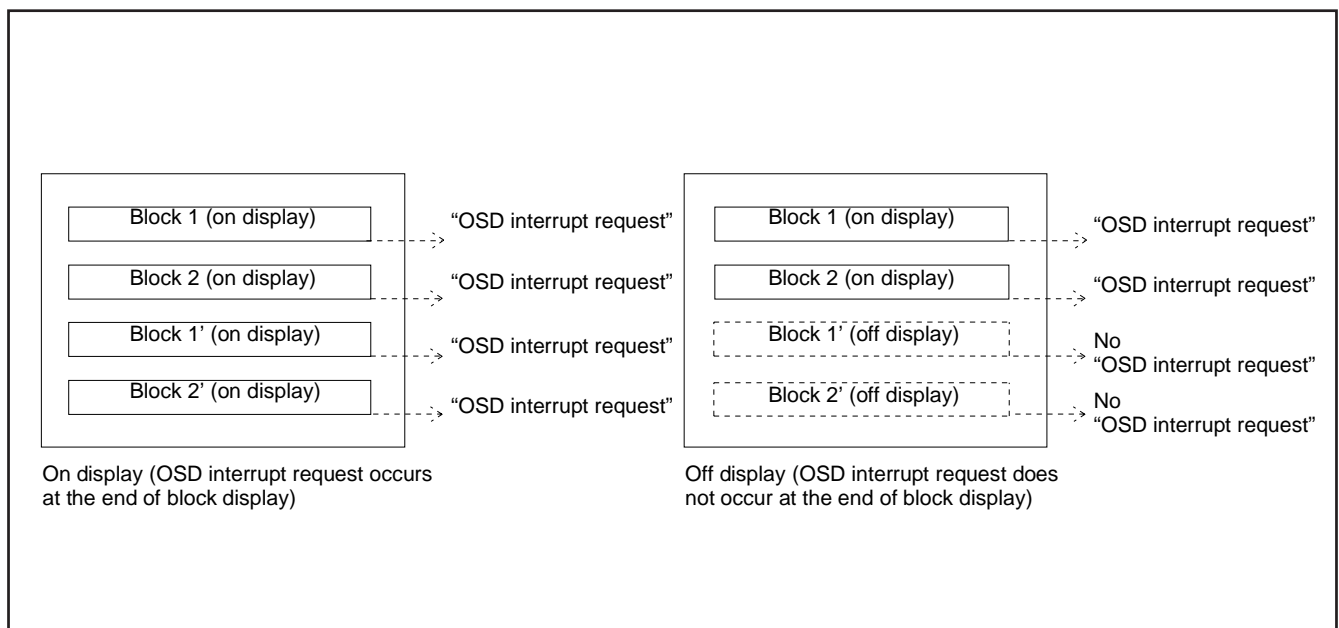 Block 1 (on display)
“OSD interrupt request”
Block 2 (on display)
“OSD interrupt request”
Block 1’ (on display)
“OSD interrupt request”
Block 2’ (on display)
“OSD interrupt request”
On display (OSD interrupt request occurs
at the end of block display)
Block 1 (on display)
“OSD interrupt request”
Block 2 (on display)
“OSD interrupt request”
Block 1’ (off display)
No
“OSD interrupt request”
Block 2’ (off display)
No
“OSD interrupt request”
Off display (OSD interrupt request does
not occur at the end of block display)